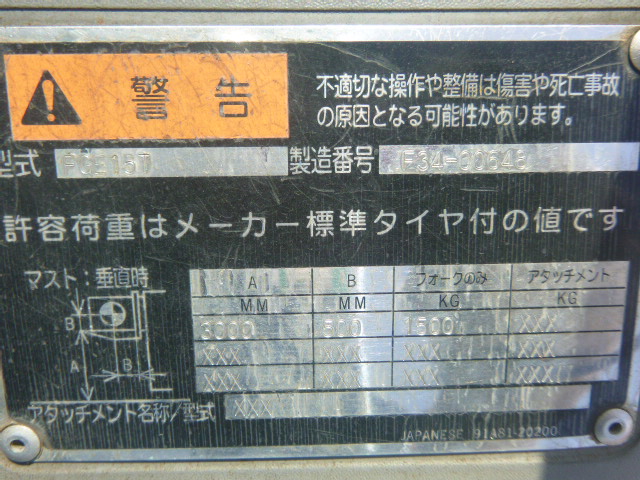 警告
不適切な操作や整備は傷害や死亡事故
の原因となる可能性があります。
型式 製造番号
許容荷重はメーカー標準タイヤ付の値です
マスト:垂直時
A B フォークのみ アタッチメント
MM MM KG KG
3000 500 1500 XXX
XXX XXX XXX XXX
XXX XXX XXX XXX
B
A
B
アタッチメント名称/型式 XXX
JAPANESE 91A81-20200